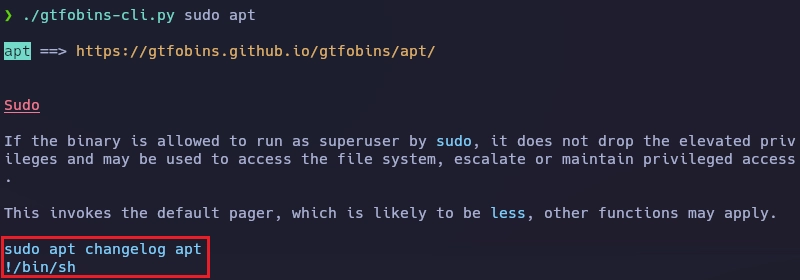 ❯ ./gtfobins-cli.py sudo apt
apt ==> https://gtfobins.github.io/gtfobins/apt/
Sudo
If the binary is allowed to run as superuser by sudo, it does not drop the elevated priv
ileges and may be used to access the file system, escalate or maintain privileged access
.
This invokes the default pager, which is likely to be less, other functions may apply.
sudo apt changelog apt
!/bin/sh